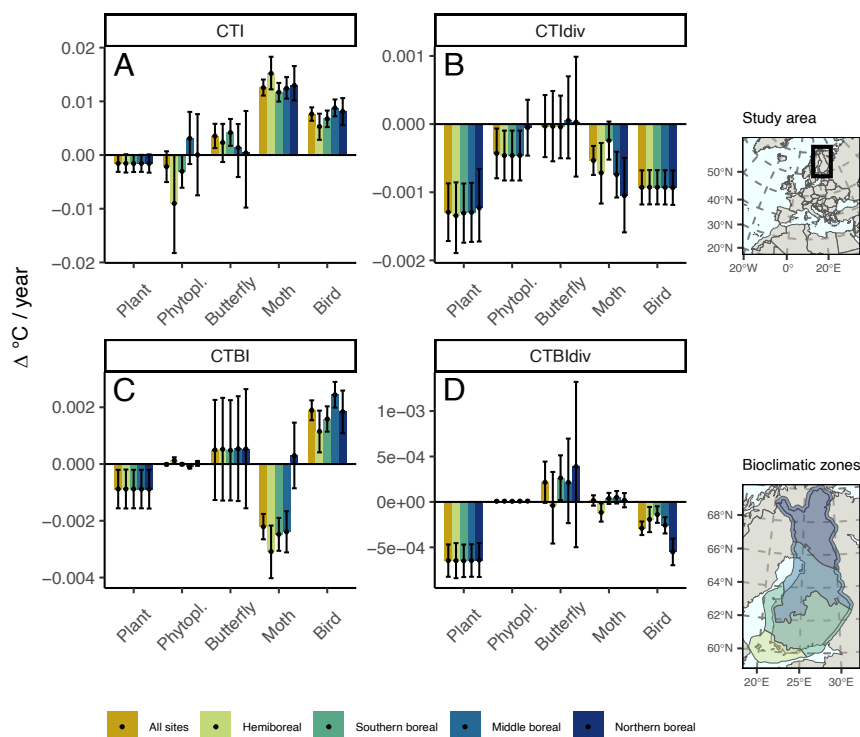 CTI
CTIdiv
A
B
0.02
0.01
0.00
−0.01
−0.02
0.001
0.000
−0.001
−0.002
Plant
Phytopl.
Butterfly
Moth
Bird
Plant
Phytopl.
Butterfly
Moth
Bird
Δ °C / year
CTBI
CTBIdiv
C
D
0.002
0.000
−0.002
−0.004
1e−03
5e−04
0e+00
−5e−04
Plant
Phytopl.
Butterfly
Moth
Bird
Plant
Phytopl.
Butterfly
Moth
Bird
Study area
50°N
40°N
30°N
20°N
20°W 0° 20°E
Bioclimatic zones
68°N
66°N
64°N
62°N
60°N
20°E 25°E 30°E
All sites Hemiboreal Southern boreal Middle boreal Northern boreal